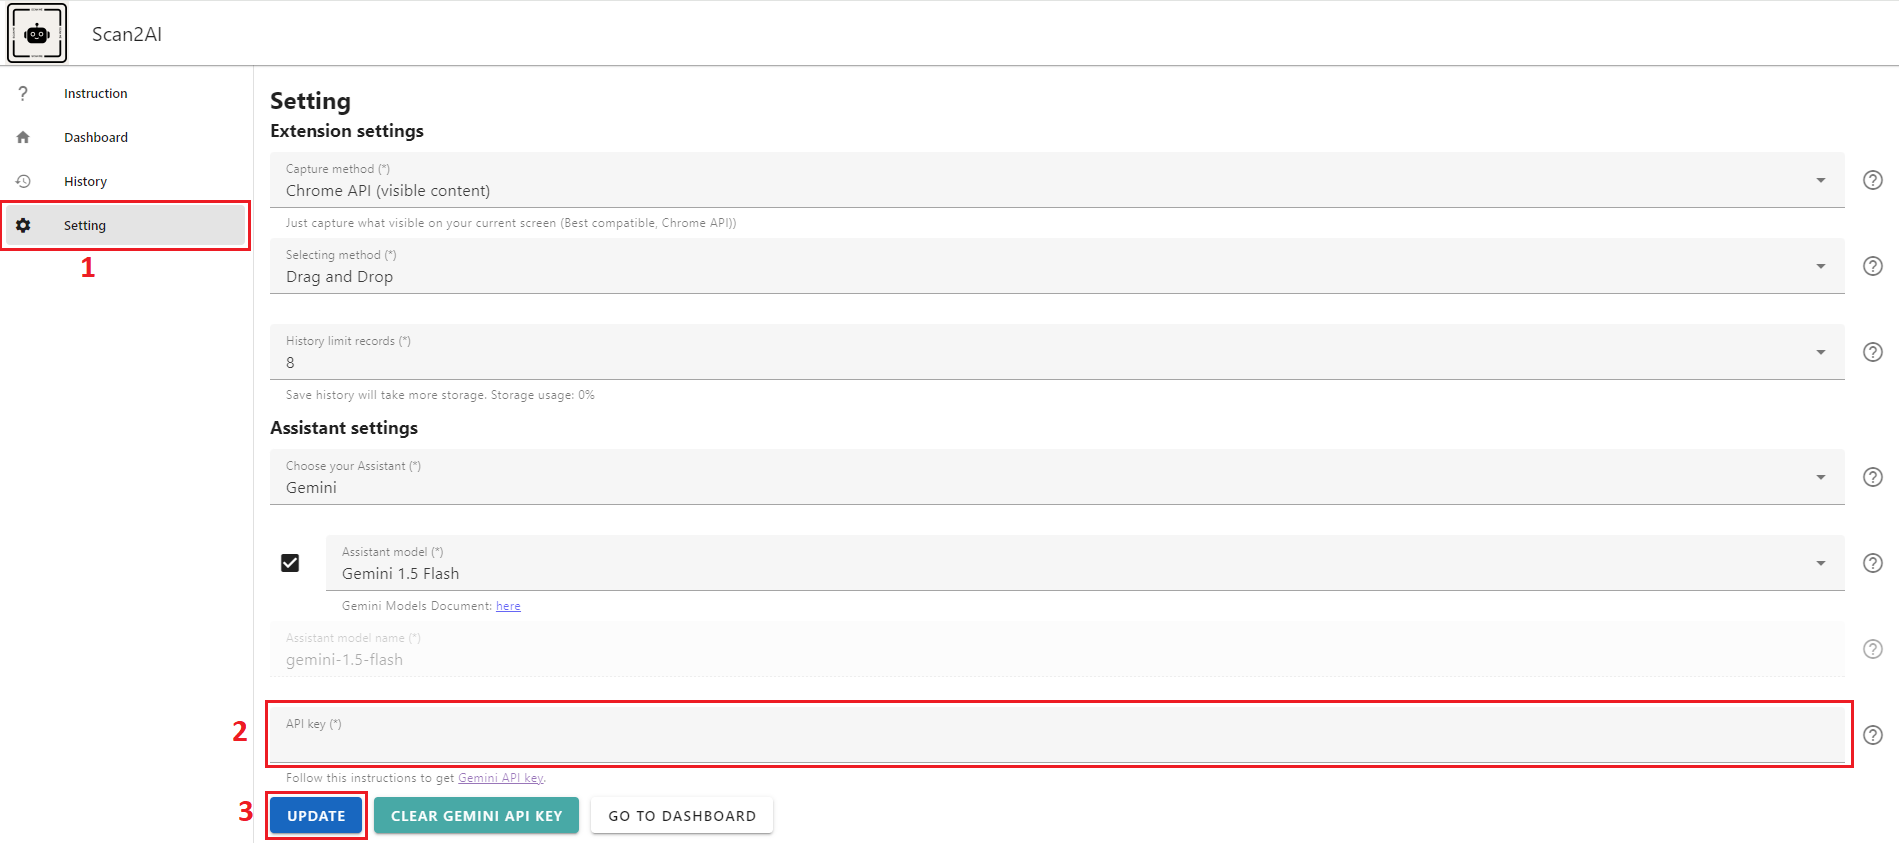 Scan2AI
Instruction
Dashboard
History
Setting
1
Setting
Extension settings
Capture method (*)
Chrome API (visible content)
Just capture what visible on your current screen (Best compatible, Chrome API))
Selecting method (*)
Drag and Drop
History limit records (*)
8
Save history will take more storage. Storage usage: 0%
Assistant settings
Choose your Assistant (*)
Gemini
Assistant model (*)
Gemini 1.5 Flash
Gemini Models Document: here
Assistant model name (*)
gemini-1.5-flash
2
API key (*)
Follow this instructions to get Gemini API key.
3
UPDATE
CLEAR GEMINI API KEY
GO TO DASHBOARD